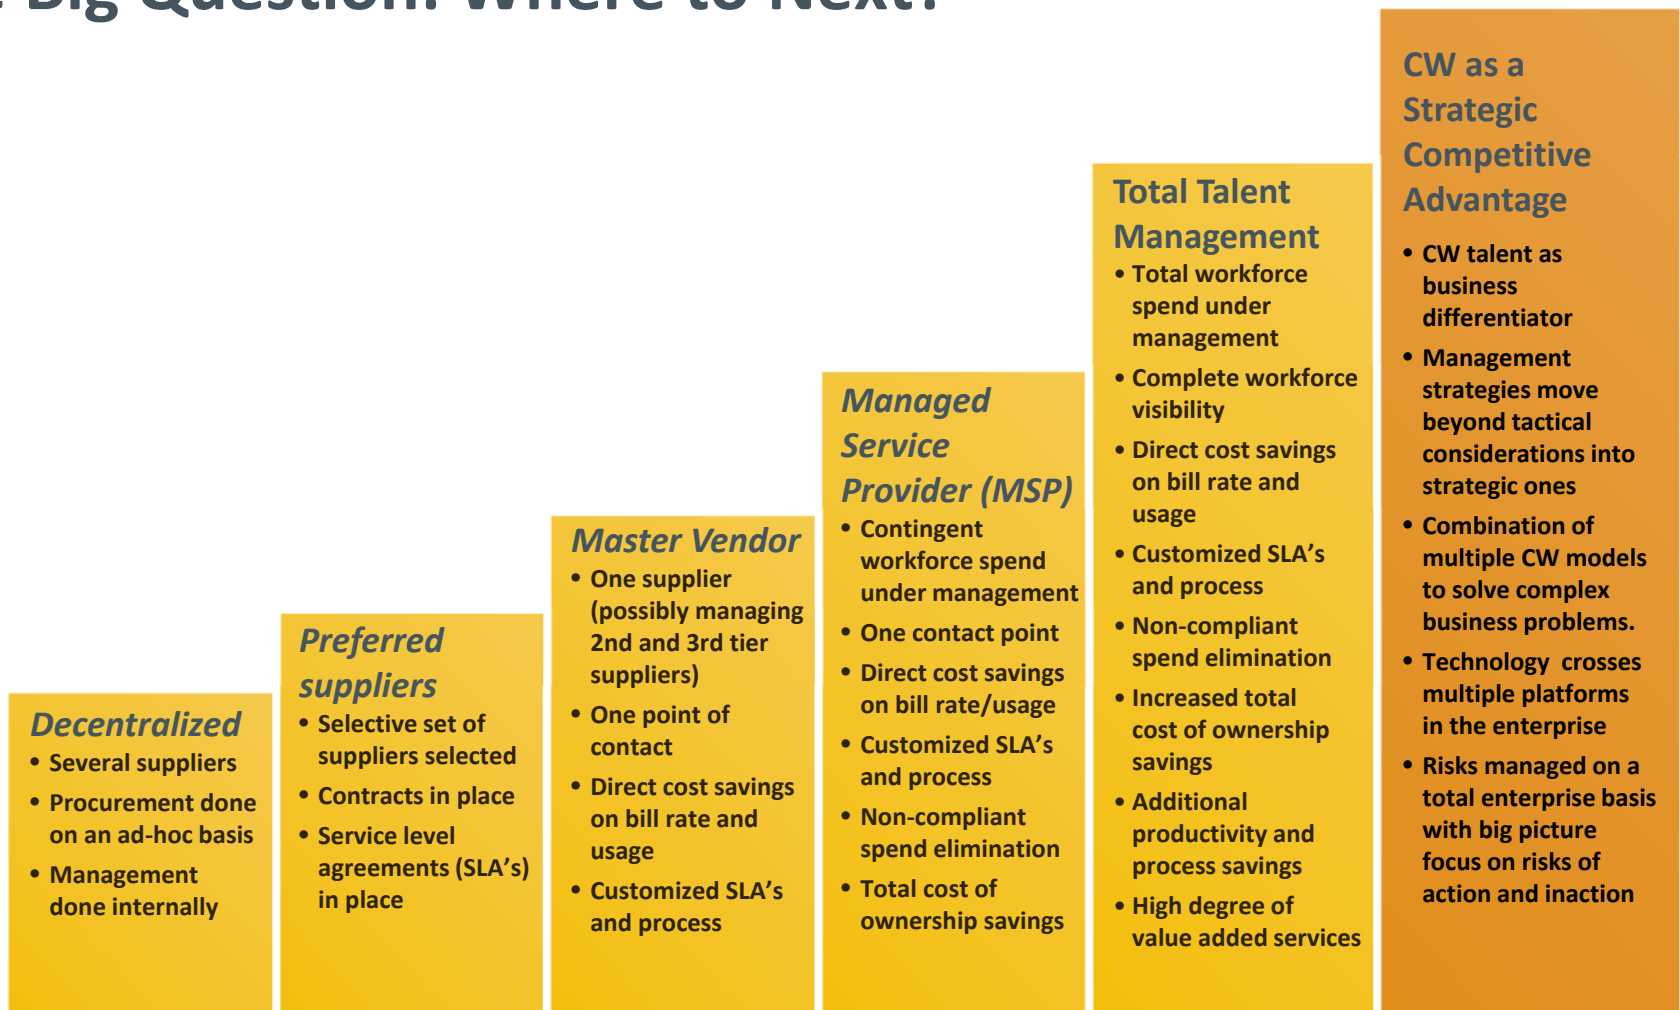 Big Question: Where to Next?
Decentralized
• Several suppliers
• Procurement done
on an ad-hoc basis
• Management
done internally
Preferred
suppliers
• Selective set of
suppliers selected
• Contracts in place
• Service level
agreements (SLA’s)
in place
Master Vendor
• One supplier
(possibly managing
2nd and 3rd tier
suppliers)
• One point of
contact
• Direct cost savings
on bill rate and
usage
• Customized SLA’s
and process
Managed
Service
Provider (MSP)
• Contingent
workforce spend
under management
• One contact point
• Direct cost savings
on bill rate/usage
• Customized SLA’s
and process
• Non-compliant
spend elimination
• Total cost of
ownership savings
Total Talent
Management
• Total workforce
spend under
management
• Complete workforce
visibility
• Direct cost savings
on bill rate and
usage
• Customized SLA’s
and process
• Non-compliant
spend elimination
• Increased total
cost of ownership
savings
• Additional
productivity and
process savings
• High degree of
value added services
CW as a
Strategic
Competitive
Advantage
• CW talent as
business
differentiator
• Management
strategies move
beyond tactical
considerations into
strategic ones
• Combination of
multiple CW models
to solve complex
business problems.
• Technology crosses
multiple platforms
in the enterprise
• Risks managed on a
total enterprise basis
with big picture
focus on risks of
action and inaction